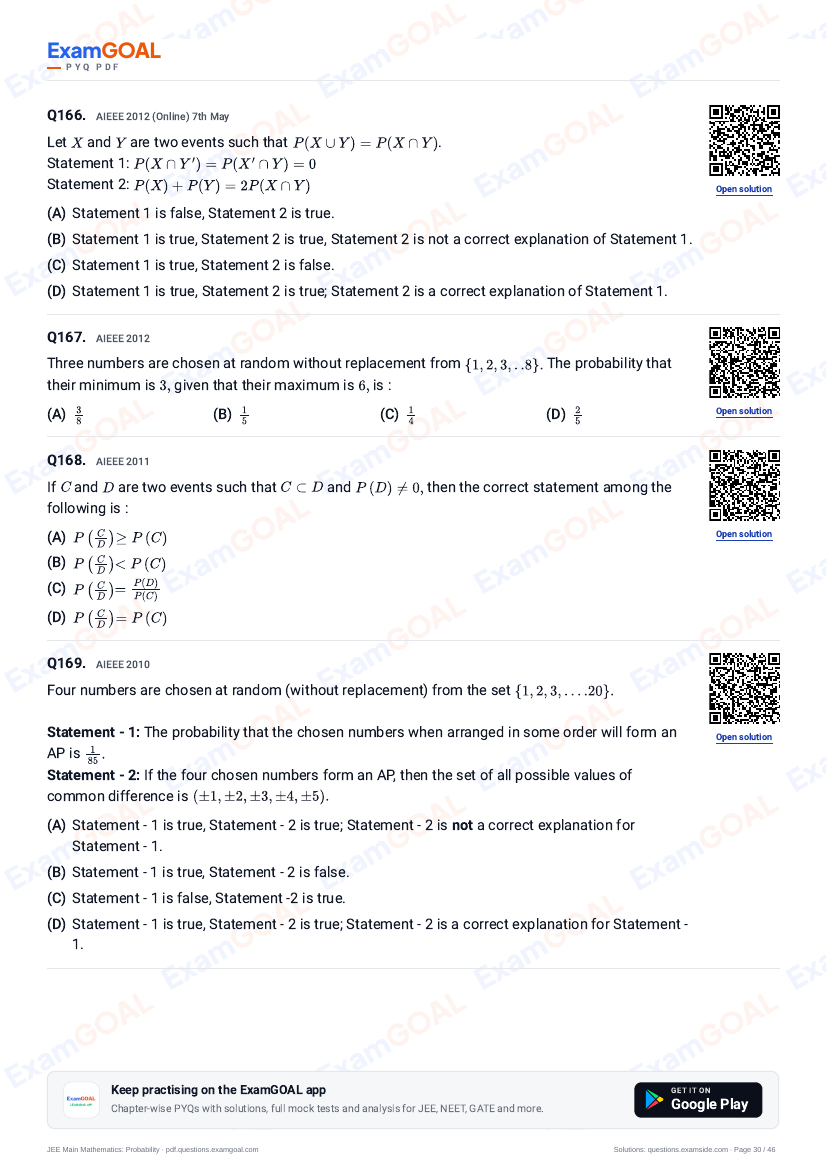 ExamGOAL
PYQ PDF
Q166. AIEEE 2012 (Online) 7th May
Let X and Y are two events such that P(X ∪ Y) = P(X ∩ Y).
Statement 1: P(X ∩ Y′) = P(X′ ∩ Y) = 0
Statement 2: P(X) + P(Y) = 2P(X ∩ Y)
Open solution
(A) Statement 1 is false, Statement 2 is true.
(B) Statement 1 is true, Statement 2 is true, Statement 2 is not a correct explanation of Statement 1.
(C) Statement 1 is true, Statement 2 is false.
(D) Statement 1 is true, Statement 2 is true; Statement 2 is a correct explanation of Statement 1.
Q167. AIEEE 2012
Three numbers are chosen at random without replacement from {1, 2, 3, . .8}. The probability that
their minimum is 3, given that their maximum is 6, is :
(A) 3/8 (B) 1/5 (C) 1/4 (D) 2/5
Open solution
Q168. AIEEE 2011
If C and D are two events such that C ⊂ D and P (D) ≠ 0, then the correct statement among the
following is :
Open solution
(A) P (C/D) ≥ P (C)
(B) P (C/D) < P (C)
(C) P (C/D) = P(D)/P(C)
(D) P (C/D) = P (C)
Q169. AIEEE 2010
Four numbers are chosen at random (without replacement) from the set {1, 2, 3, . . . .20}.
Open solution
Statement - 1: The probability that the chosen numbers when arranged in some order will form an
AP is 1/85.
Statement - 2: If the four chosen numbers form an AP, then the set of all possible values of
common difference is (±1, ±2, ±3, ±4, ±5).
(A) Statement - 1 is true, Statement - 2 is true; Statement - 2 is not a correct explanation for
Statement - 1.
(B) Statement - 1 is true, Statement - 2 is false.
(C) Statement - 1 is false, Statement -2 is true.
(D) Statement - 1 is true, Statement - 2 is true; Statement - 2 is a correct explanation for Statement -
1.
ExamGOAL
Keep practising on the ExamGOAL app
Chapter-wise PYQs with solutions, full mock tests and analysis for JEE, NEET, GATE and more.
GET IT ON
Google Play
JEE Main Mathematics: Probability · pdf.questions.examgoal.com
Solutions: questions.examside.com · Page 30 / 46